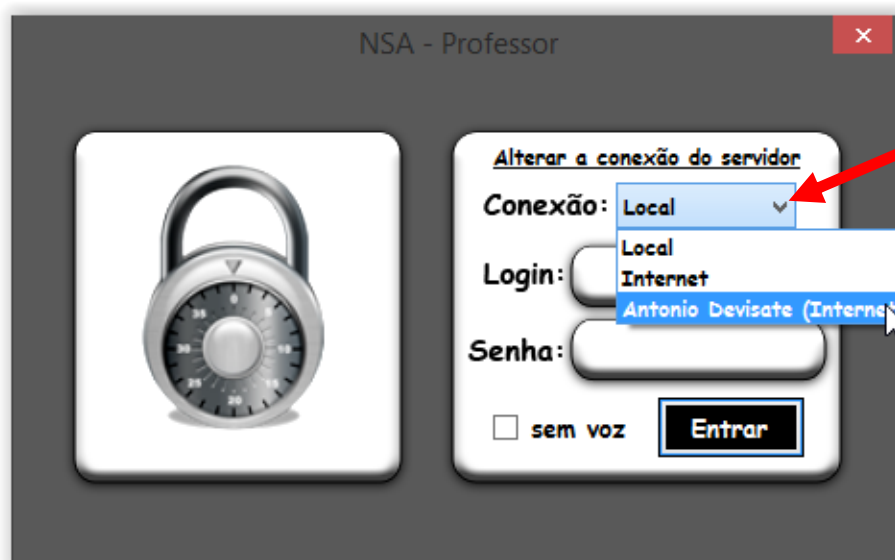 NSA - Professor
Alterar a conexão do servidor
Conexão: Local
Local
Internet
Antonio Devisate (Interne
Login:
Senha:
sem voz
Entrar